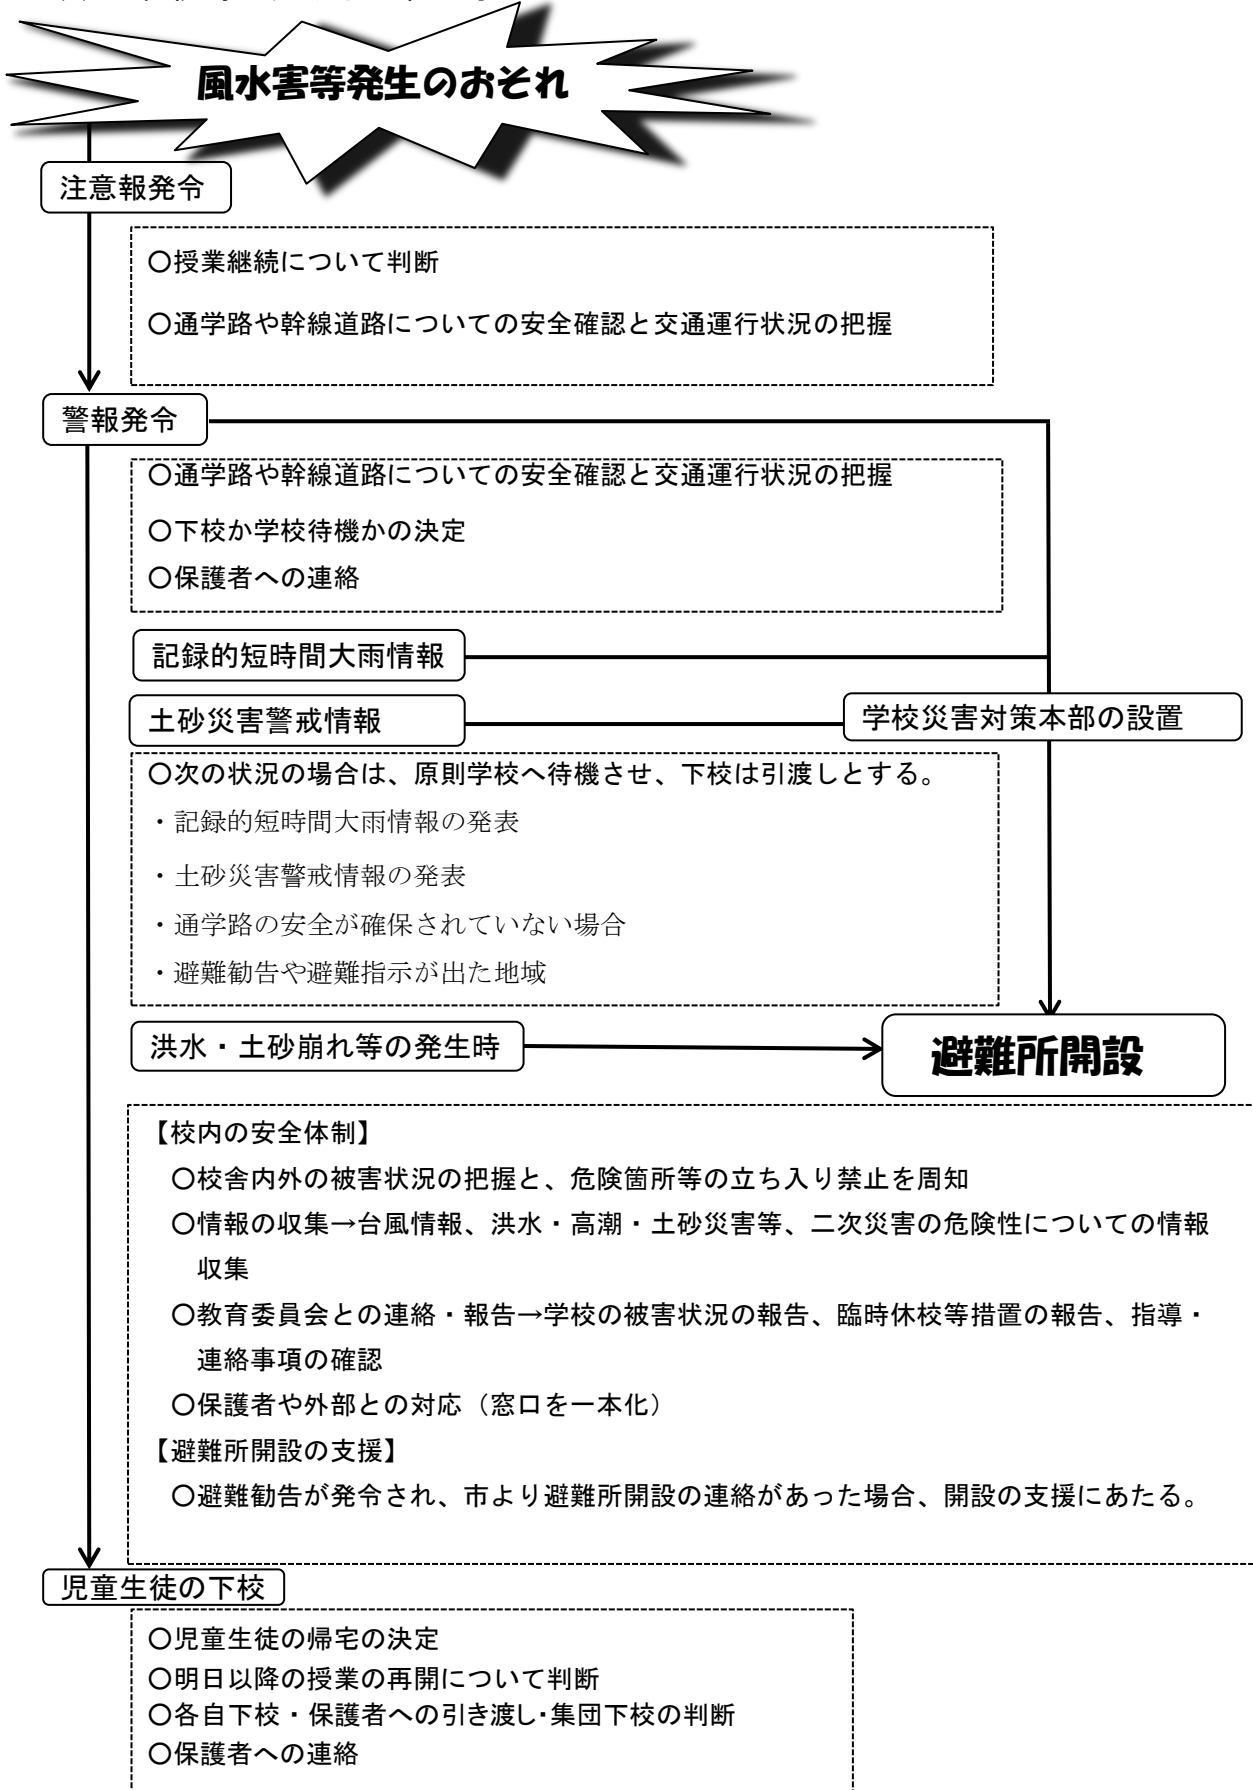 風水害等発生のおそれ
注意報発令
〇授業継続について判断
〇通学路や幹線道路についての安全確認と交通運行状況の把握
警報発令
〇通学路や幹線道路についての安全確認と交通運行状況の把握
〇下校か学校待機かの決定
〇保護者への連絡
記録的短時間大雨情報
土砂災害警戒情報
学校災害対策本部の設置
〇次の状況の場合は、原則学校へ待機させ、下校は引渡しとする。
・記録的短時間大雨情報の発表
・土砂災害警戒情報の発表
・通学路の安全が確保されていない場合
・避難勧告や避難指示が出た地域
洪水・土砂崩れ等の発生時
避難所開設
【校内の安全体制】
〇校舎内外の被害状況の把握と、危険箇所等の立ち入り禁止を周知
〇情報の収集→台風情報、洪水・高潮・土砂災害等、二次災害の危険性についての情報
収集
〇教育委員会との連絡・報告→学校の被害状況の報告、臨時休校等措置の報告、指導・
連絡事項の確認
〇保護者や外部との対応（窓口を一本化）
【避難所開設の支援】
〇避難勧告が発令され、市より避難所開設の連絡があった場合、開設の支援にあたる。
児童生徒の下校
〇児童生徒の帰宅の決定
〇明日以降の授業の再開について判断
〇各自下校・保護者への引き渡し・集団下校の判断
〇保護者への連絡